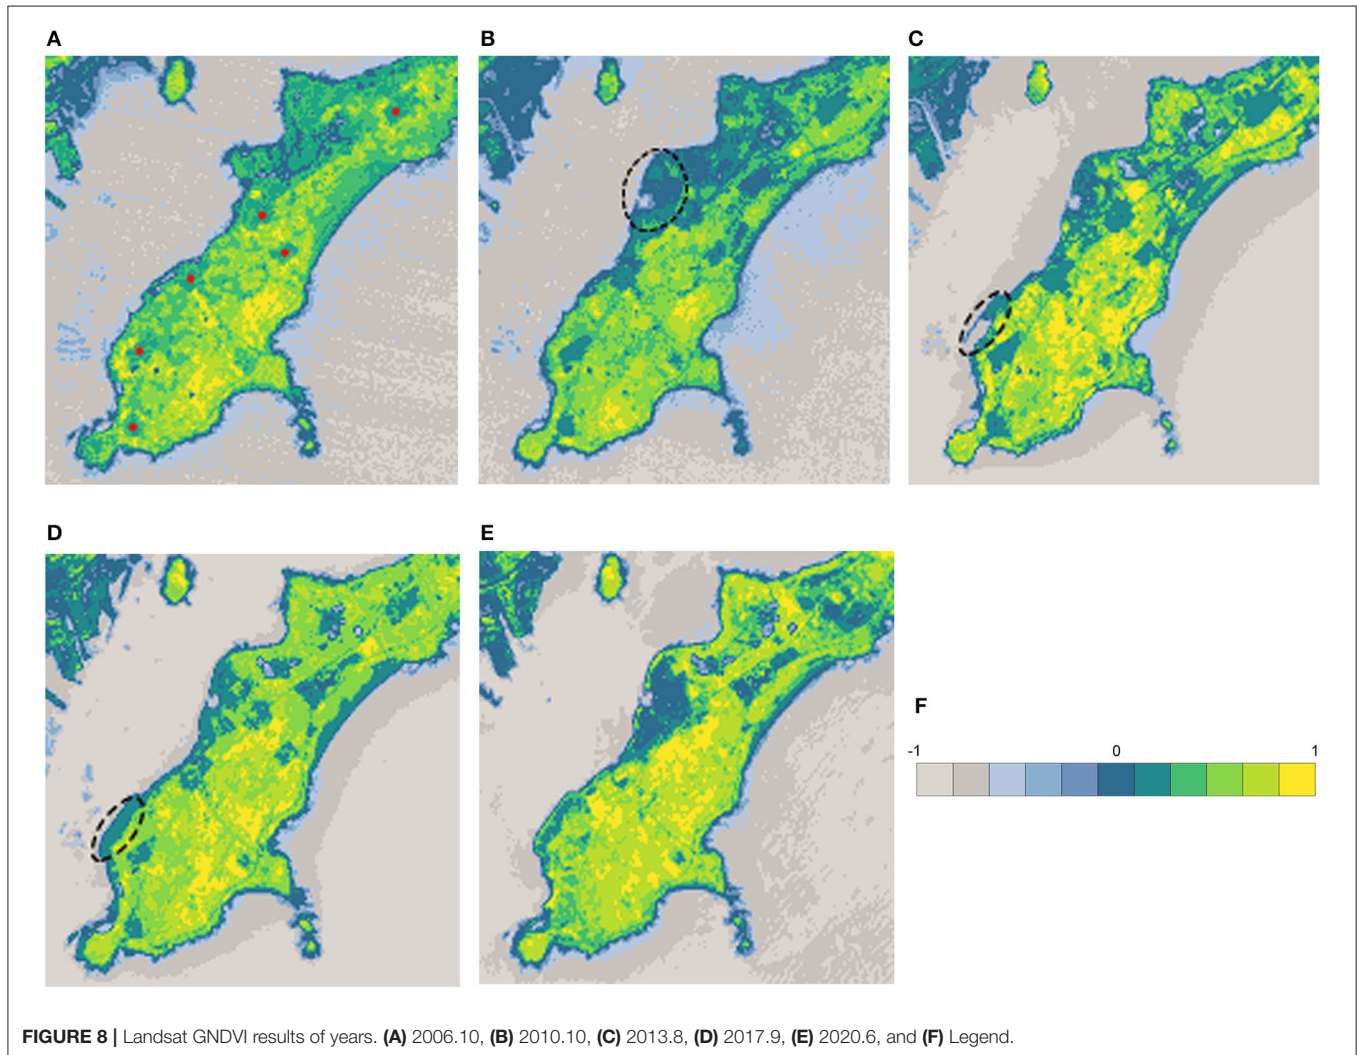 A
B
C
D
E
F
-1 0 1
FIGURE 8 | Landsat GNDVI results of years. (A) 2006.10, (B) 2010.10, (C) 2013.8, (D) 2017.9, (E) 2020.6, and (F) Legend.